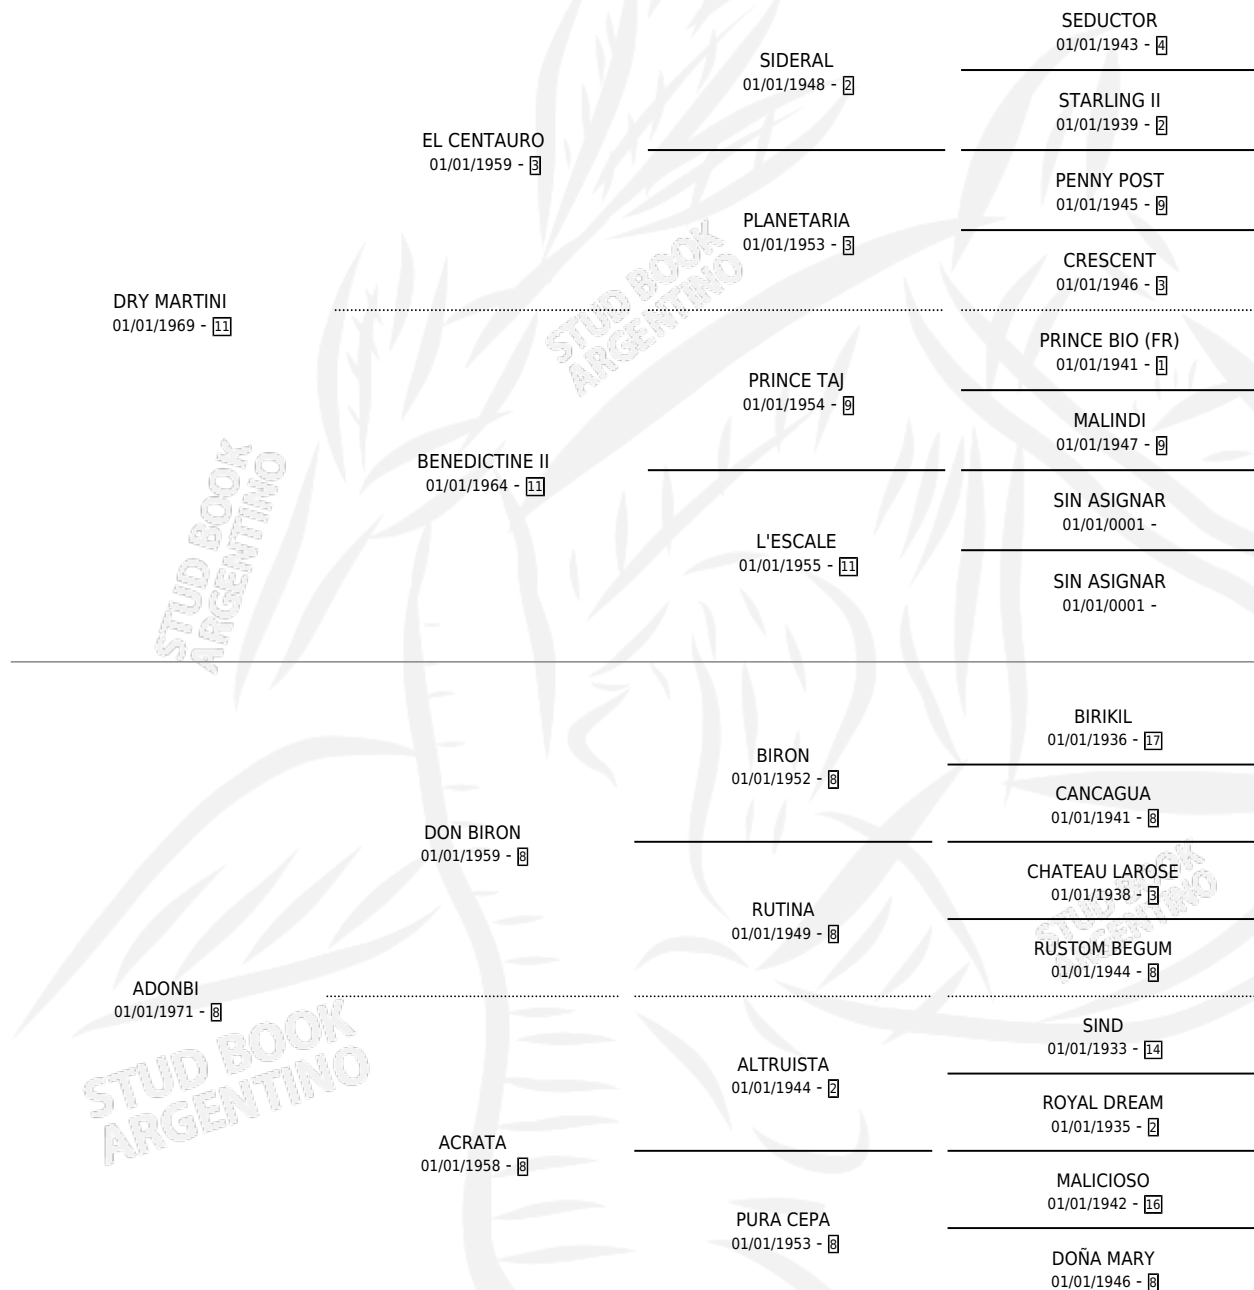 SEDUCTOR
01/01/1943 - 4
SIDERAL
01/01/1948 - 2
STARLING II
01/01/1939 - 2
EL CENTAURO
01/01/1959 - 3
PENNY POST
01/01/1945 - 9
PLANETARIA
01/01/1953 - 3
CRESCENT
01/01/1946 - 3
DRY MARTINI
01/01/1969 - 11
PRINCE BIO (FR)
01/01/1941 - 1
PRINCE TAJ
01/01/1954 - 9
MALINDI
01/01/1947 - 9
BENEDICTINE II
01/01/1964 - 11
SIN ASIGNAR
01/01/0001 -
L'ESCALE
01/01/1955 - 11
SIN ASIGNAR
01/01/0001 -
BIRIKIL
01/01/1936 - 17
BIRON
01/01/1952 - 8
CANCAGUA
01/01/1941 - 8
DON BIRON
01/01/1959 - 8
CHATEAU LAROSE
01/01/1938 - 3
RUTINA
01/01/1949 - 8
RUSTOM BEGUM
01/01/1944 - 8
ADONBI
01/01/1971 - 8
SIND
01/01/1933 - 14
ALTRUISTA
01/01/1944 - 2
ROYAL DREAM
01/01/1935 - 2
ACRATA
01/01/1958 - 8
MALICIOSO
01/01/1942 - 16
PURA CEPA
01/01/1953 - 8
DOÑA MARY
01/01/1946 - 8
STUD BOOK
ARGENTINO
STUD BOOK
ARGENTINO
STUD BOOK
ARGENTINO
STUD BOOK
ARGENTINO